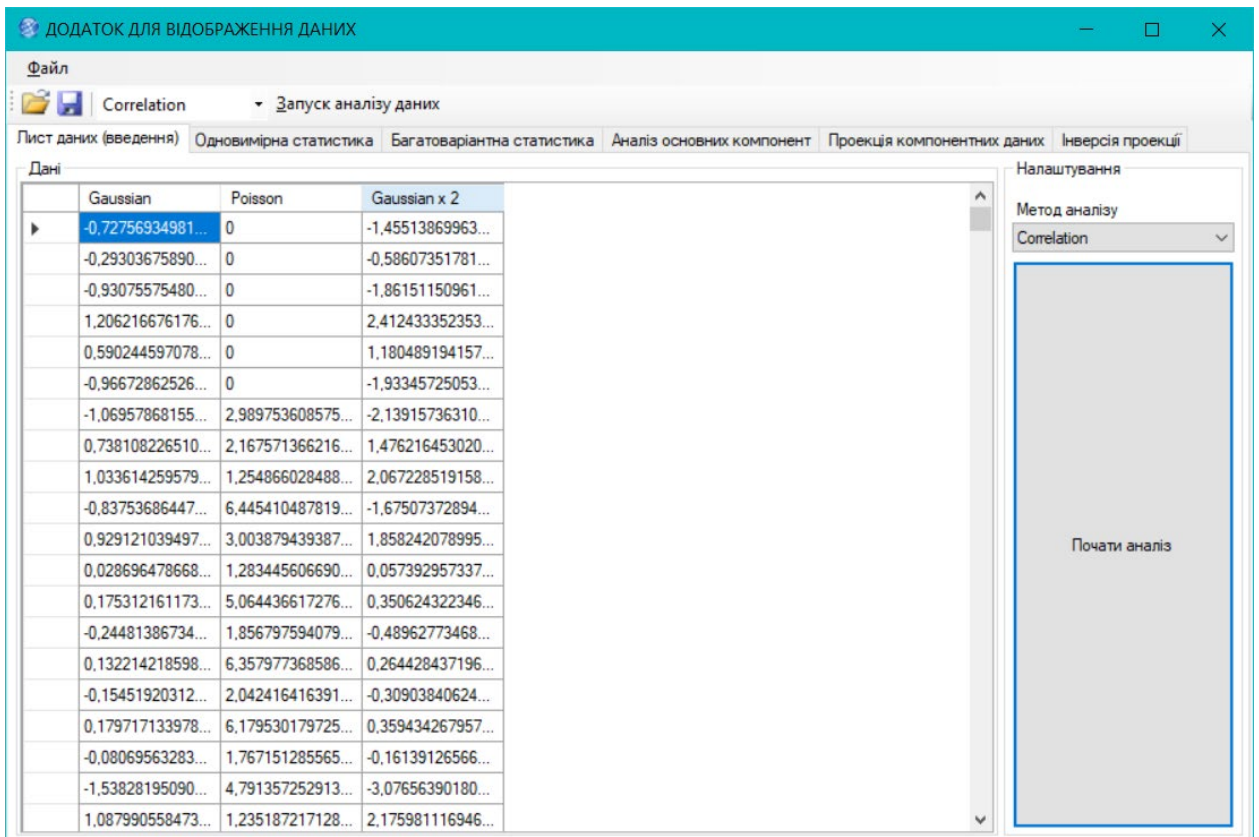 ДОДАТОК ДЛЯ ВІДОБРАЖЕННЯ ДАНИХ
Файл
Correlation Запуск аналізу даних
Лист даних (введення) Одновимірна статистика Багатоваріантна статистика Аналіз основних компонент Проекція компонентних даних Інверсія проекції
Дані Налаштування
Gaussian Poisson Gaussian x 2
Метод аналізу
-0,72756934981... 0 -1,45513869963...
Correlation
-0,29303675890... 0 -0,58607351781...
-0,93075575480... 0 -1,86151150961...
1,206216676176... 0 2,412433352353...
0,590244597078... 0 1,180489194157...
-0,96672862526... 0 -1,93345725053...
-1,06957868155... 2,989753608575... -2,13915736310...
0,738108226510... 2,167571366216... 1,476216453020...
1,033614259579... 1,254866028488... 2,067228519158...
-0,83753686447... 6,445410487819... -1,67507372894...
0,929121039497... 3,003879439387... 1,858242078995...
Почати аналіз
0,028696478668... 1,283445606690... 0,057392957337...
0,175312161173... 5,064436617276... 0,350624322346...
-0,24481386734... 1,856797594079... -0,48962773468...
0,132214218598... 6,357977368586... 0,264428437196...
-0,15451920312... 2,042416416391... -0,30903840624...
0,179717133978... 6,179530179725... 0,359434267957...
-0,08069563283... 1,767151285565... -0,16139126566...
-1,53828195090... 4,791357252913... -3,07656390180...
1,087990558473... 1,235187217128... 2,175981116946...